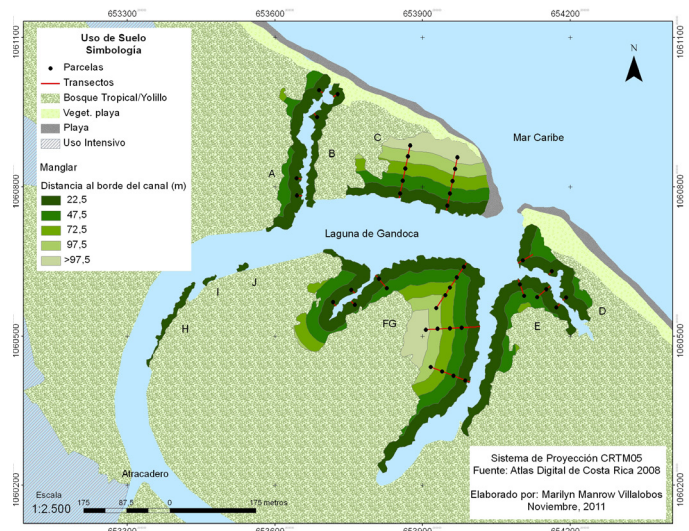 653300
653600
653900
654200
1061100
1060800
1060500
1060200
Uso de Suelo
Simbología
Parcelas
Transectos
Bosque Tropical/Yolillo
Veget. playa
Playa
Uso Intensivo
Manglar
Distancia al borde del canal (m)
22,5
47,5
72,5
97,5
>97,5
N
Mar Caribe
A
B
C
Laguna de Gandoca
J
I
H
FG
E
D
Atracadero
Escala
1:2.500
175
87,5
0
175 metros
Sistema de Proyección CRTM05
Fuente: Atlas Digital de Costa Rica 2008
Elaborado por: Marilyn Manrow Villalobos
Noviembre, 2011
1061100
1060800
1060500
1060200
653300
653600
653900
654200